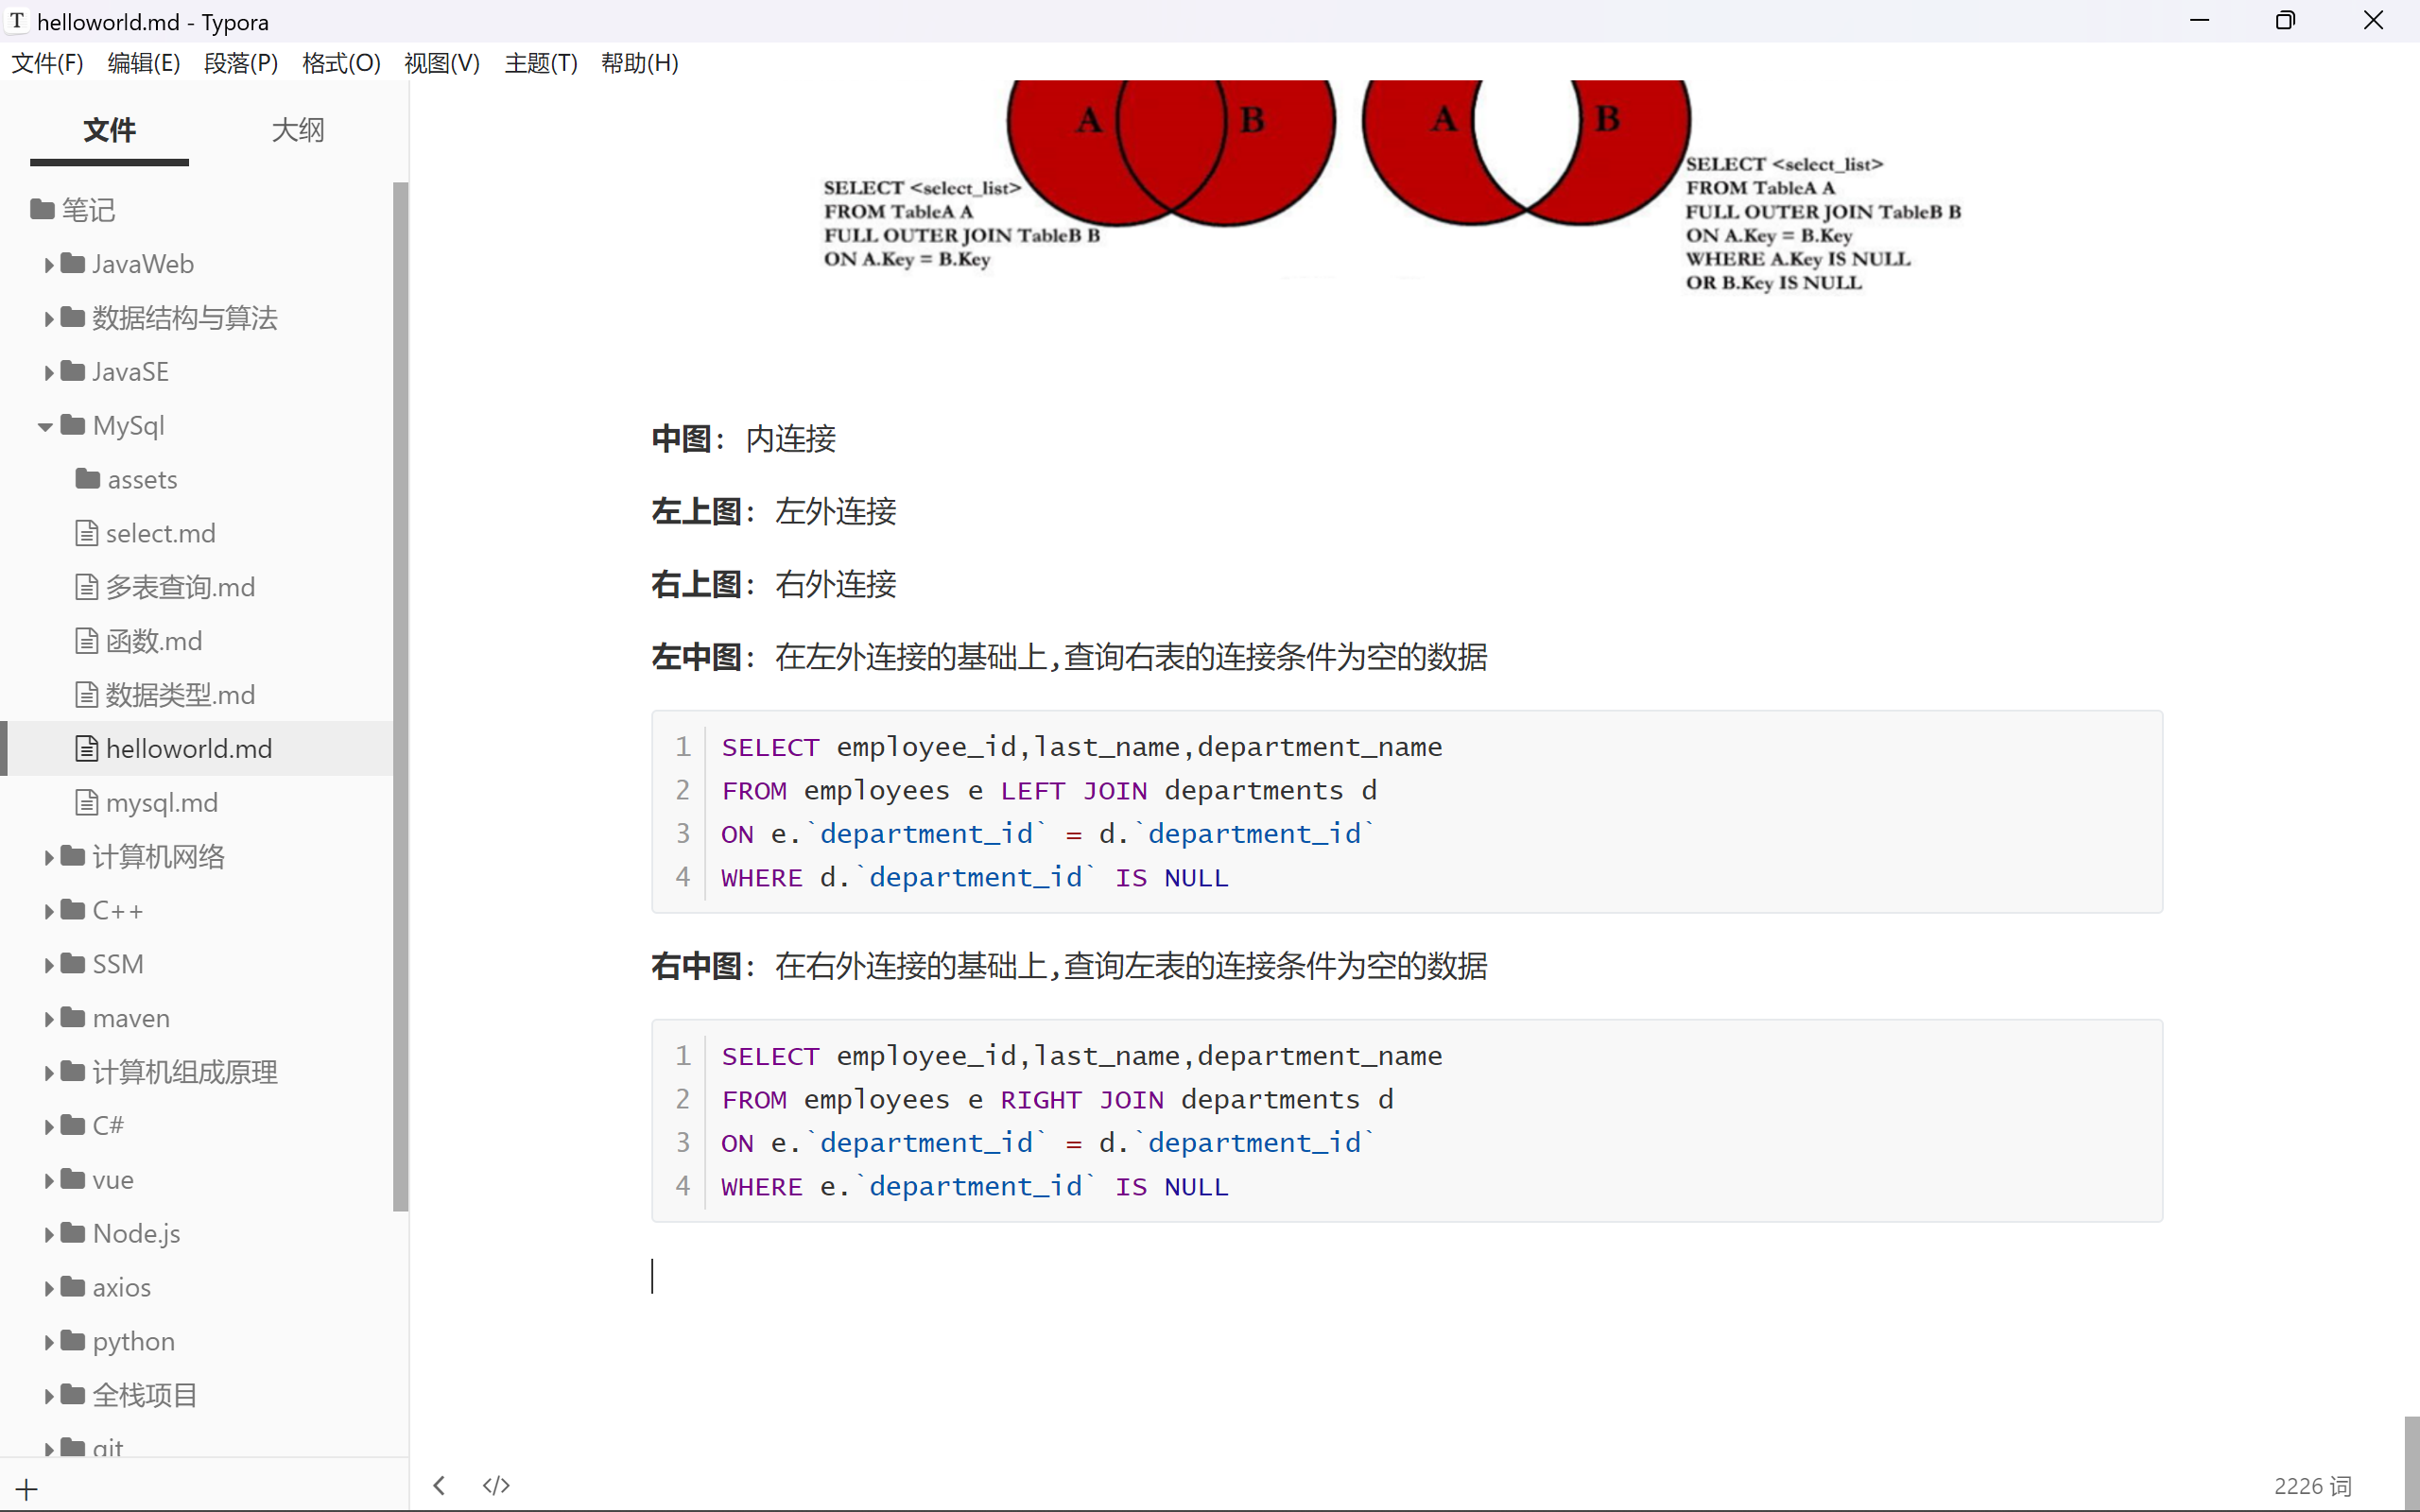 helloworld.md - Typora
文件(F) 编辑(E) 段落(P) 格式(O) 视图(V) 主题(T) 帮助(H)
文件 大纲
笔记
JavaWeb
数据结构与算法
JavaSE
MySql
assets
select.md
多表查询.md
函数.md
数据类型.md
helloworld.md
mysql.md
计算机网络
C++
SSM
maven
计算机组成原理
C#
vue
Node.js
axios
python
全栈项目
git
A B
SELECT <select_list>
FROM TableA A
FULL OUTER JOIN TableB B
ON A.Key = B.Key
A B
SELECT <select_list>
FROM TableA A
FULL OUTER JOIN TableB B
ON A.Key = B.Key
WHERE A.Key IS NULL
OR B.Key IS NULL
中图：内连接
左上图：左外连接
右上图：右外连接
左中图：在左外连接的基础上,查询右表的连接条件为空的数据
1 SELECT employee_id,last_name,department_name
2 FROM employees e LEFT JOIN departments d
3 ON e.`department_id` = d.`department_id`
4 WHERE d.`department_id` IS NULL
右中图：在右外连接的基础上,查询左表的连接条件为空的数据
1 SELECT employee_id,last_name,department_name
2 FROM employees e RIGHT JOIN departments d
3 ON e.`department_id` = d.`department_id`
4 WHERE e.`department_id` IS NULL
2226 词